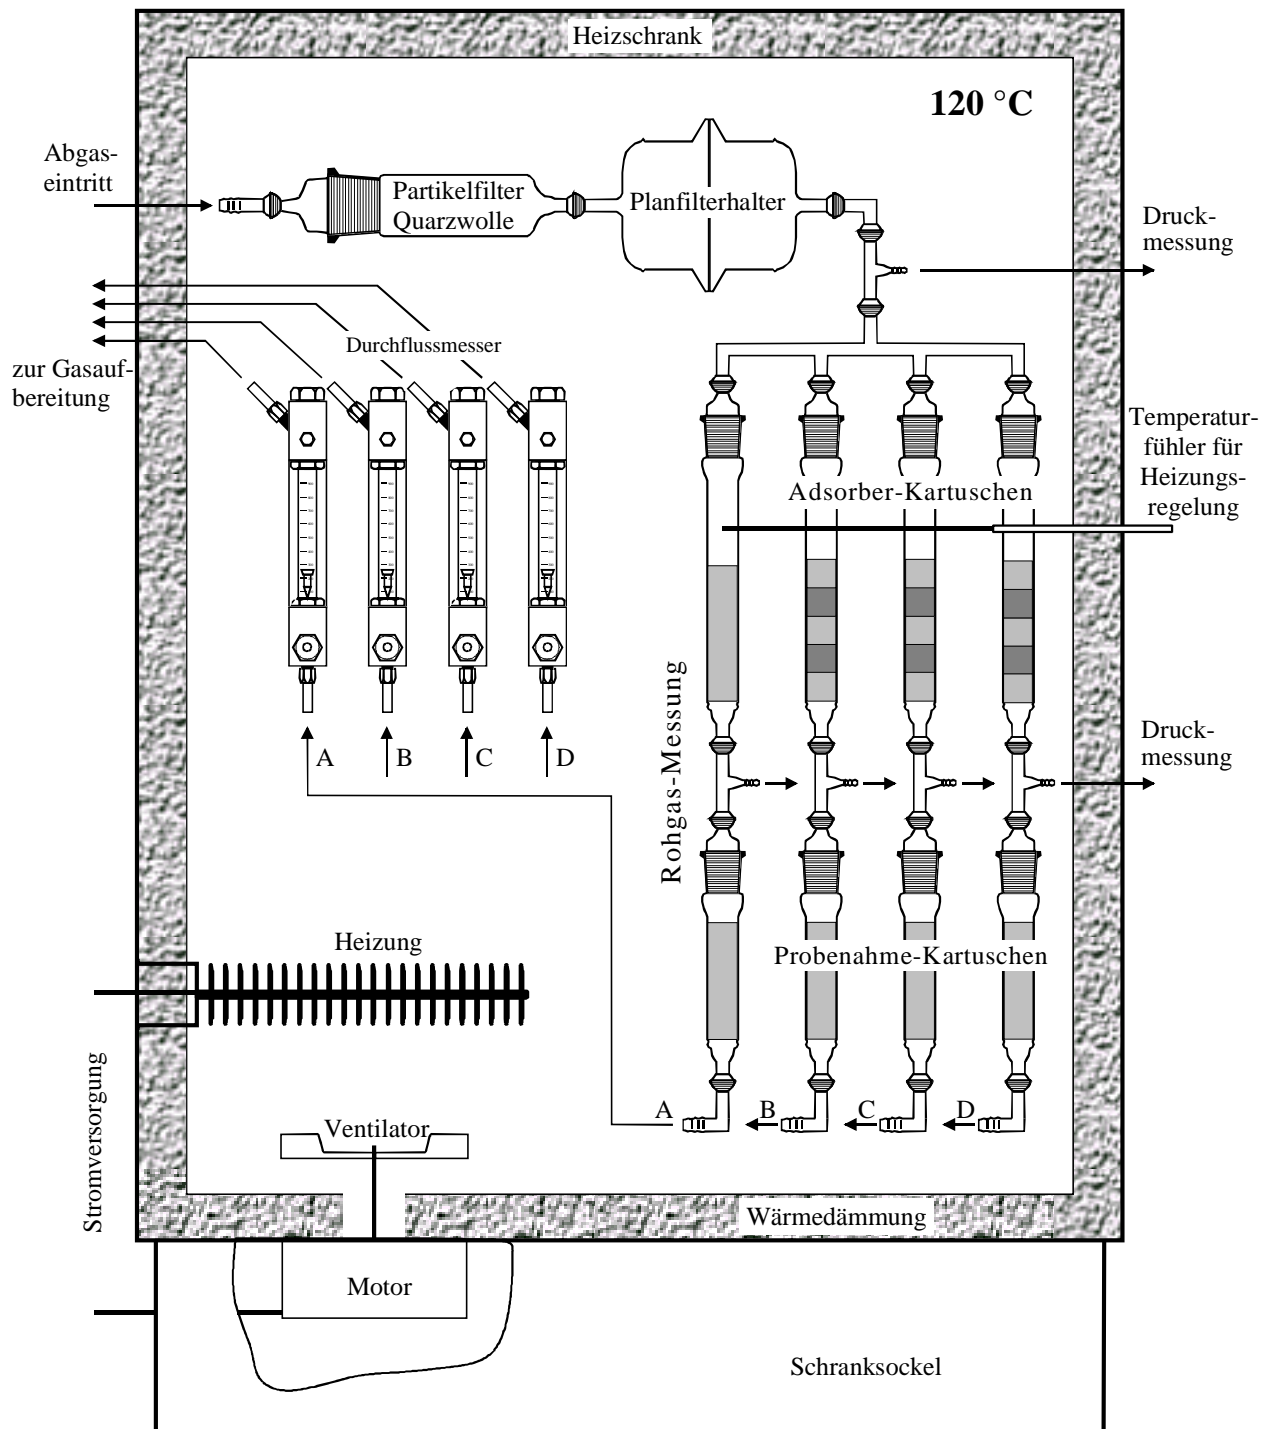 Heizschrank
120 °C
Abgas-
eintritt
Partikelfilter
Quarzwolle
Planfilterhalter
Druck-
messung
Durchflussmesser
zur Gasauf-
bereitung
Temperatur-
fühler für
Heizungs-
regelung
Adsorber-Kartuschen
Rohgas-Messung
A
B
C
D
Druck-
messung
Heizung
Probenahme-Kartuschen
Stromversorgung
A
B
C
D
Ventilator
Wärmedämmung
Motor
Schranksockel